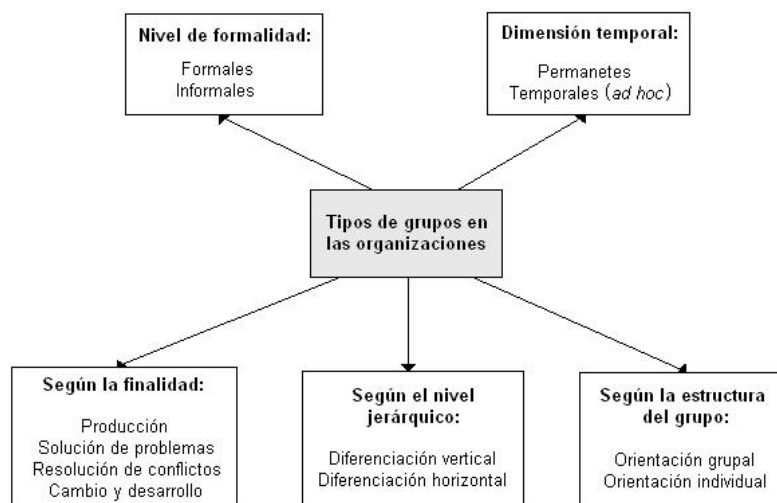 Nivel de formalidad:
Formales
Informales
Dimensión temporal:
Permanetes
Temporales (ad hoc)
Tipos de grupos en
las organizaciones
Según la finalidad:
Producción
Solución de problemas
Resolución de conflictos
Cambio y desarrollo
Según el nivel
jerárquico:
Diferenciación vertical
Diferenciación horizontal
Según la estructura
del grupo:
Orientación grupal
Orientación individual